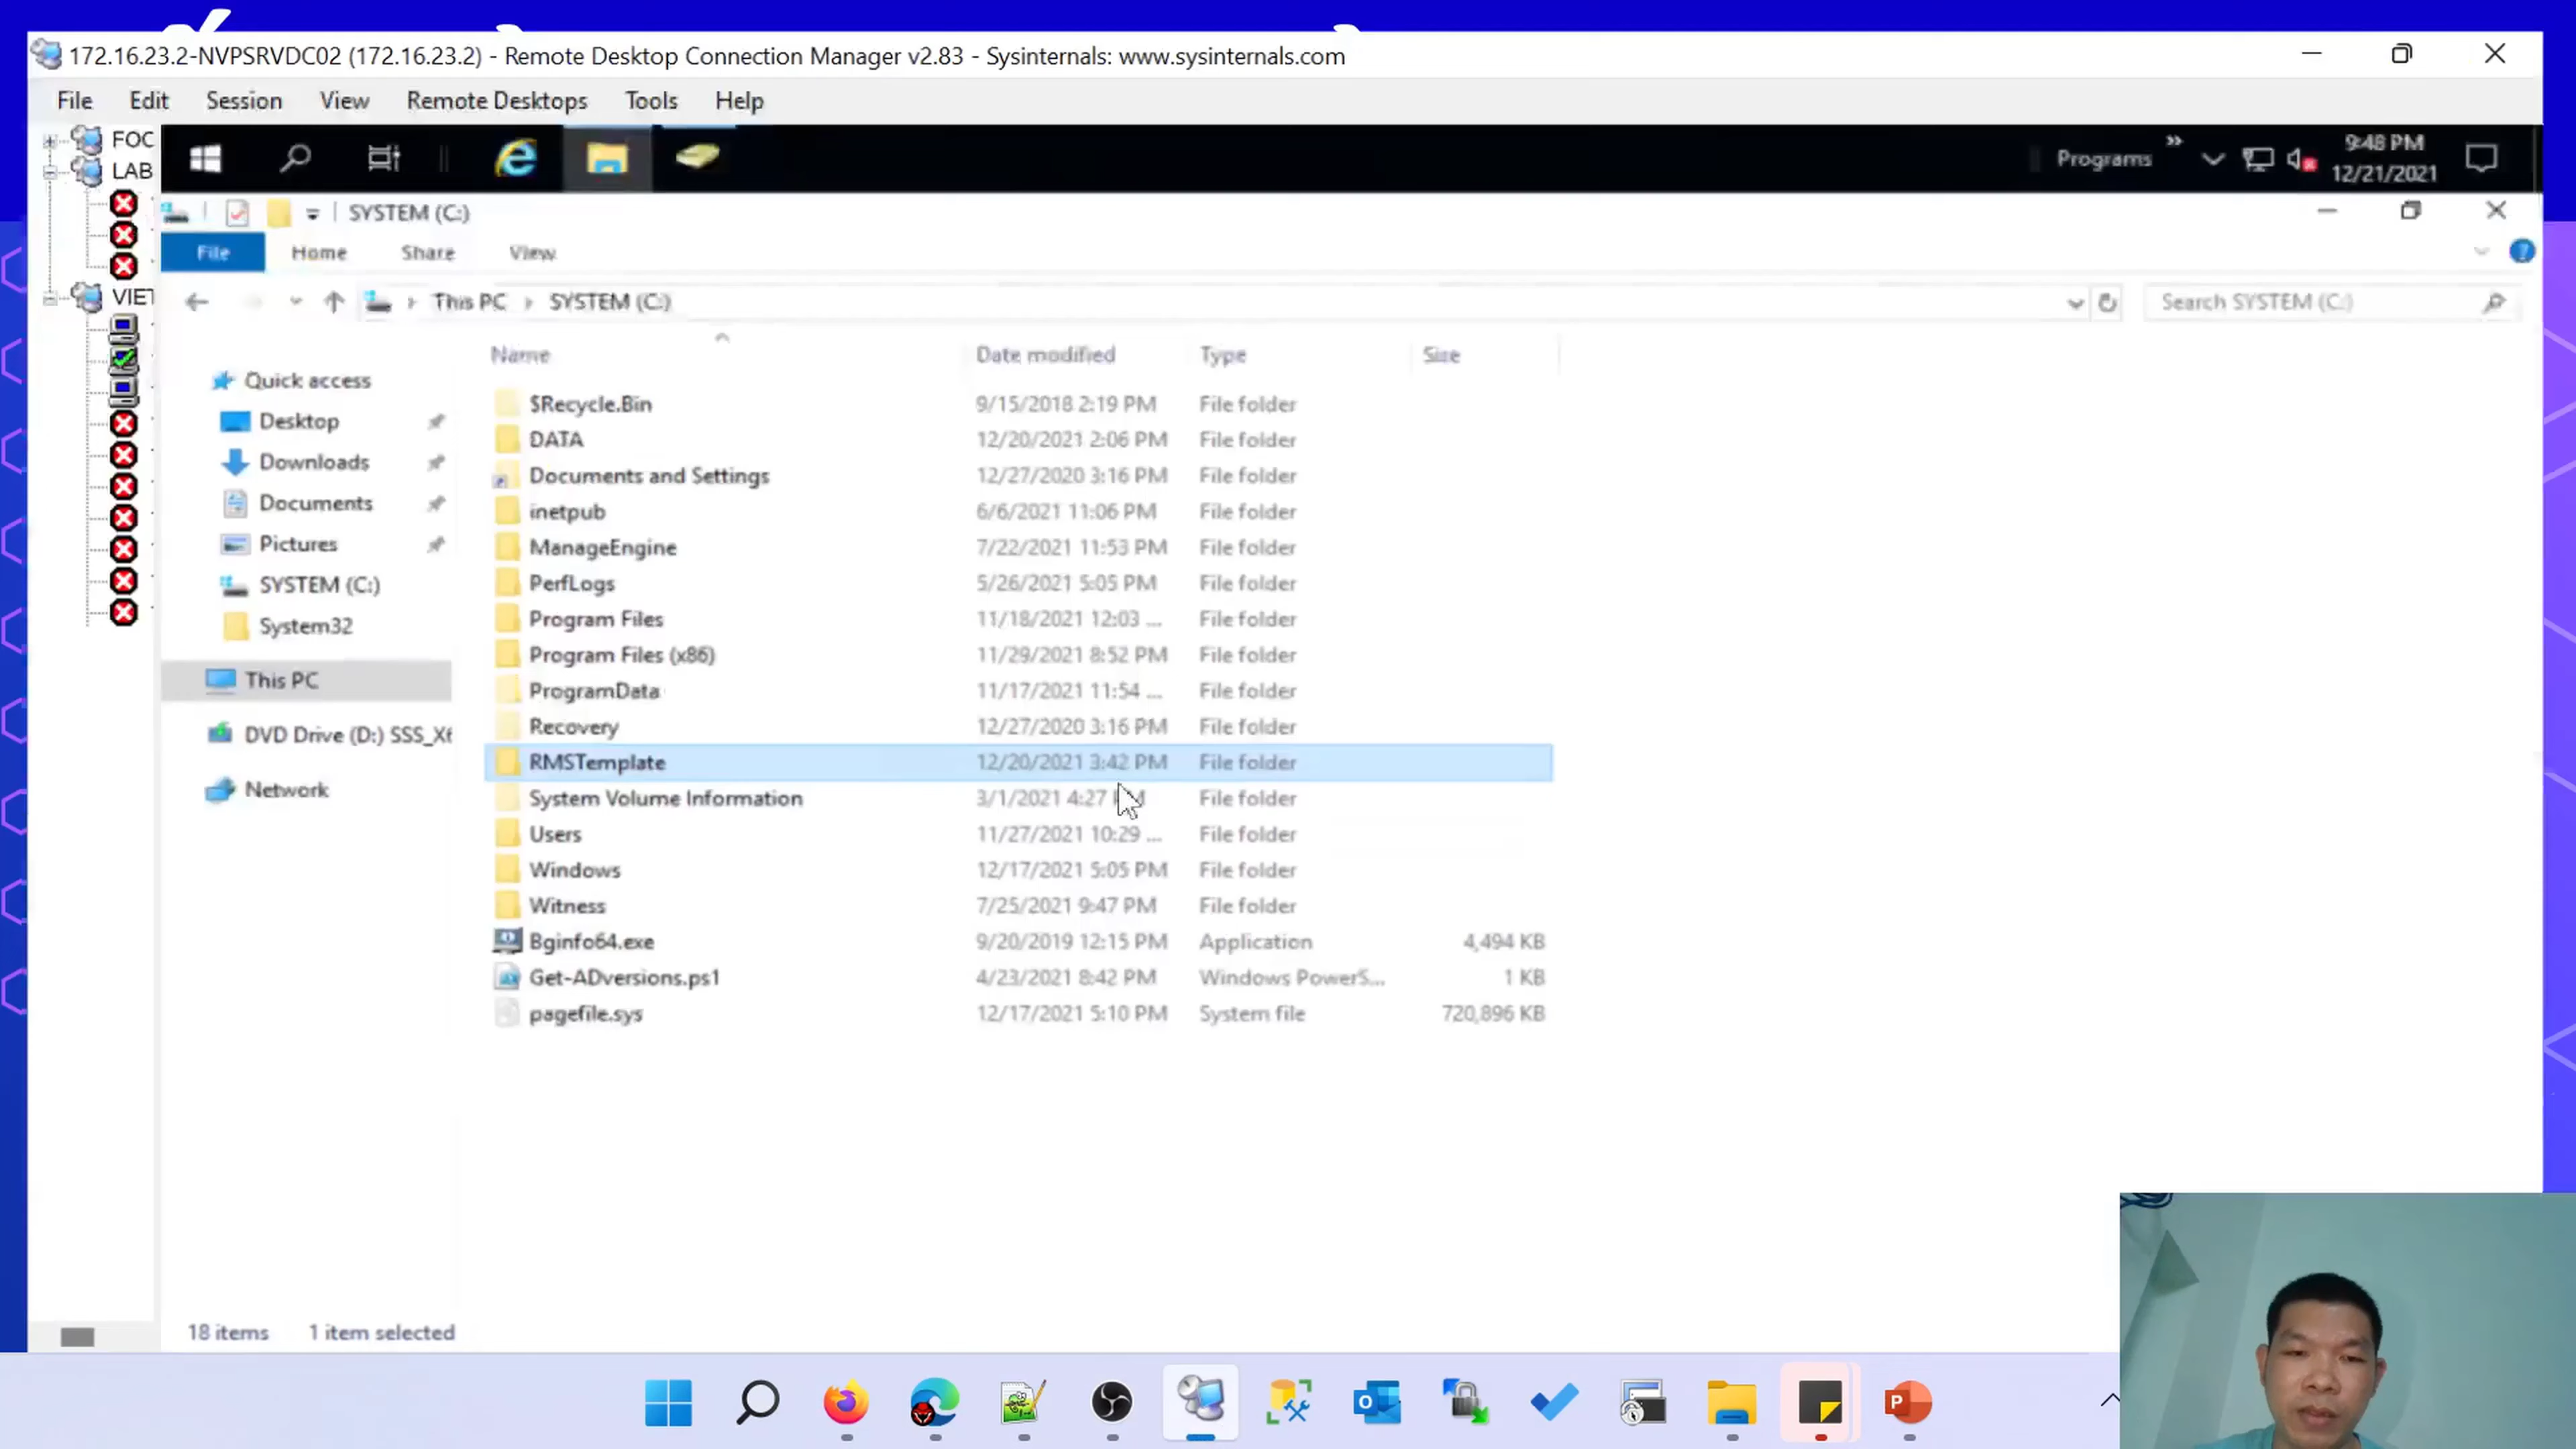 172.16.23.2-NVPSRVDC02 (172.16.23.2) - Remote Desktop Connection Manager v2.83 - Sysinternals: www.sysinternals.com
File Edit Session View Remote Desktops Tools Help
FOC
LAB
VIET
Programs
9:48 PM
12/21/2021
SYSTEM (C:)
File Home Share View
This PC SYSTEM (C:)
Search SYSTEM (C:)
Quick access
Desktop
Downloads
Documents
Pictures
SYSTEM (C:)
System32
This PC
DVD Drive (D:) SSS_X6
Network
Name Date modified Type Size
$Recycle.Bin 9/15/2018 2:19 PM File folder
DATA 12/20/2021 2:06 PM File folder
Documents and Settings 12/27/2020 3:16 PM File folder
inetpub 6/6/2021 11:06 PM File folder
ManageEngine 7/22/2021 11:53 PM File folder
PerfLogs 5/26/2021 5:05 PM File folder
Program Files 11/18/2021 12:03 ... File folder
Program Files (x86) 11/29/2021 8:52 PM File folder
ProgramData 11/17/2021 11:54 ... File folder
Recovery 12/27/2020 3:16 PM File folder
RMSTemplate 12/20/2021 3:42 PM File folder
System Volume Information 3/1/2021 4:27 File folder
Users 11/27/2021 10:29 ... File folder
Windows 12/17/2021 5:05 PM File folder
Witness 7/25/2021 9:47 PM File folder
Bginfo64.exe 9/20/2019 12:15 PM Application 4,494 KB
Get-ADversions.ps1 4/23/2021 8:42 PM Windows PowerS... 1 KB
pagefile.sys 12/17/2021 5:10 PM System file 720,896 KB
18 items 1 item selected